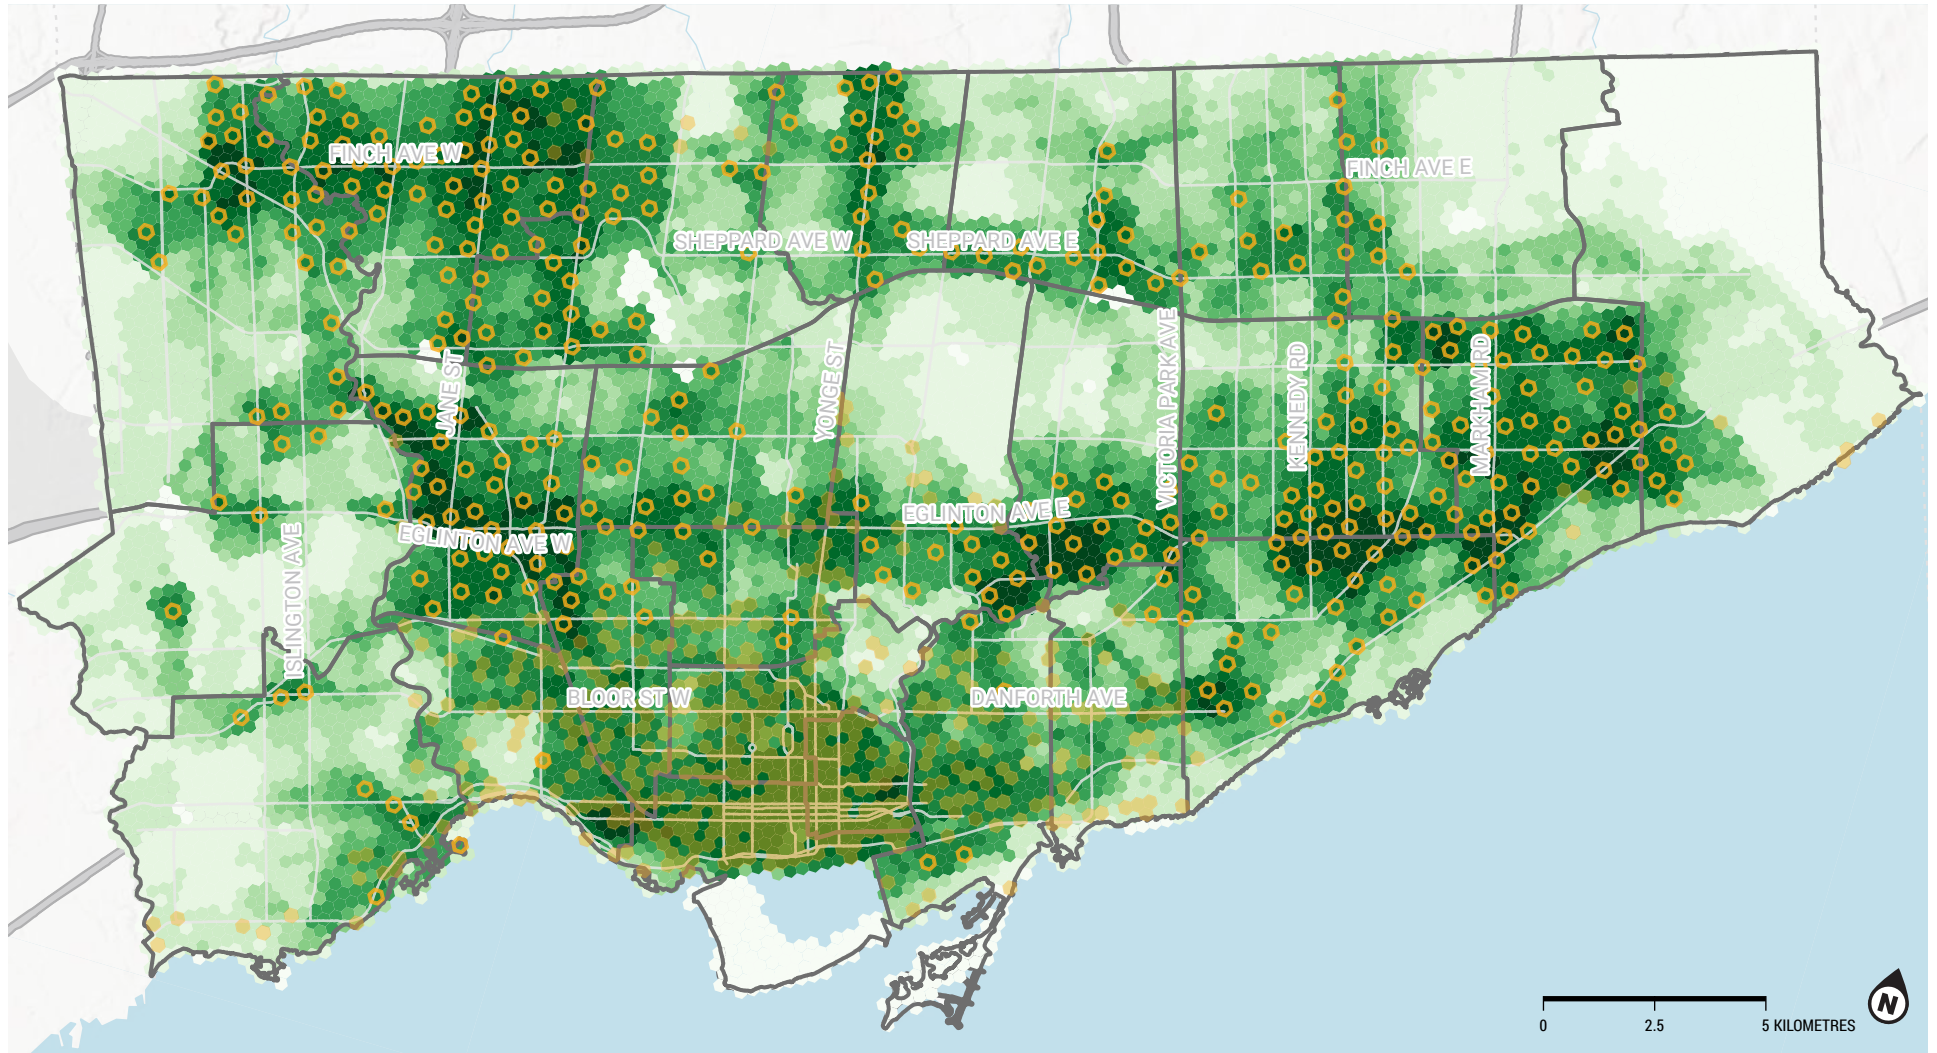 FINCH AVE W
FINCH AVE E
SHEPPARD AVE W
SHEPPARD AVE E
JANE ST
YONGE ST
VICTORIA PARK AVE
KENNEDY RD
MARKHAM RD
EGLINTON AVE W
EGLINTON AVE E
ISLINGTON AVE
BLOOR ST W
DANFORTH AVE
N
0 2.5 5 KILOMETRES